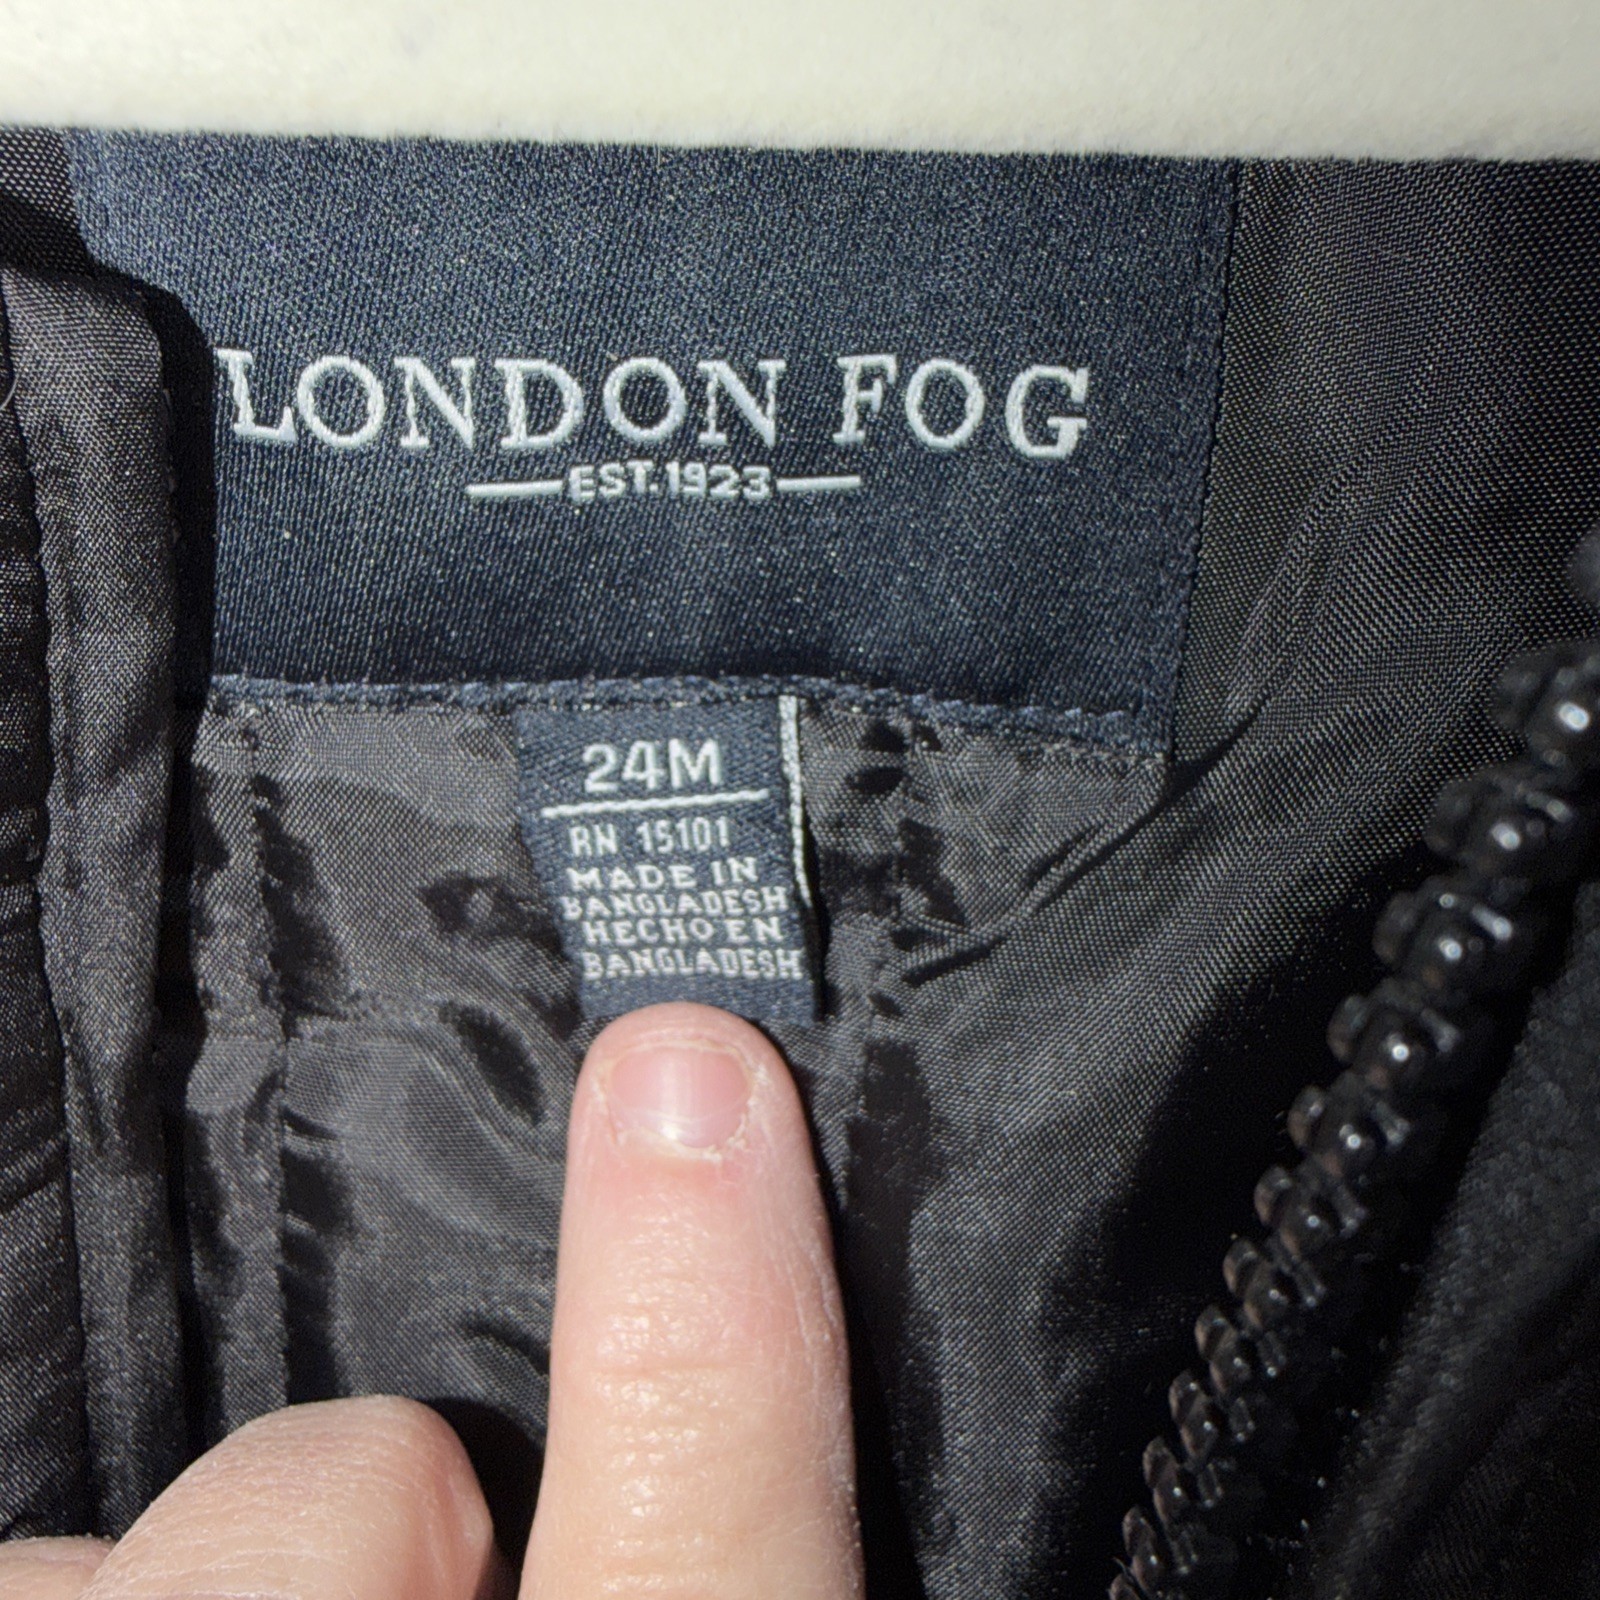 LONDON FOG
EST. 1923
24M
RN 15101
MADE IN
BANGLADESH
HECHO EN
BANGLADESH